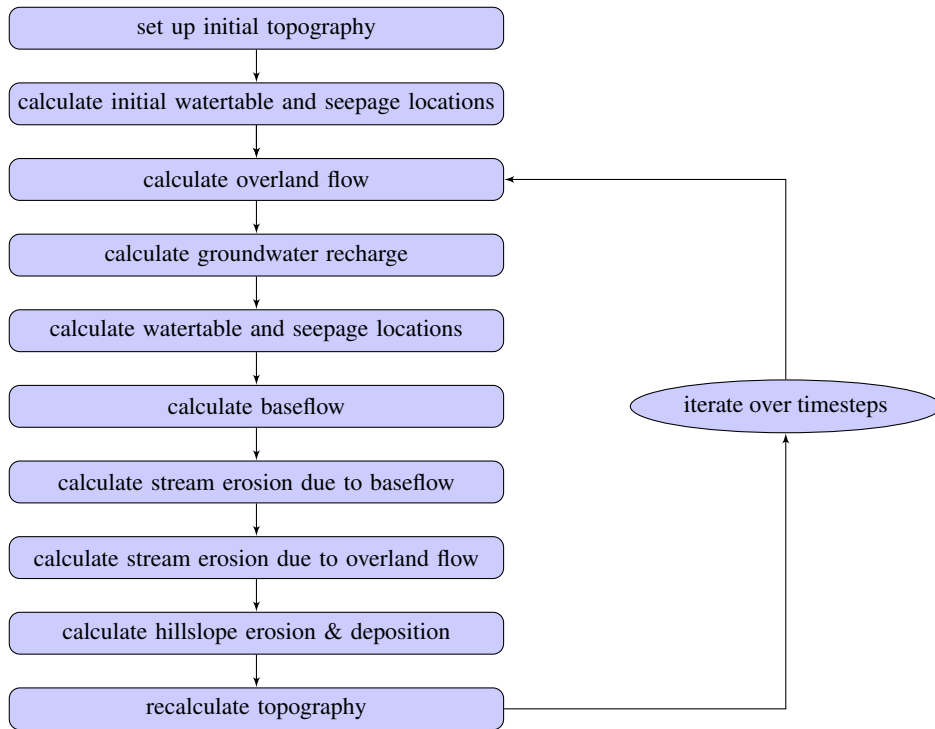 set up initial topography
calculate initial watertable and seepage locations
calculate overland flow
calculate groundwater recharge
calculate watertable and seepage locations
calculate baseflow
iterate over timesteps
calculate stream erosion due to baseflow
calculate stream erosion due to overland flow
calculate hillslope erosion & deposition
recalculate topography